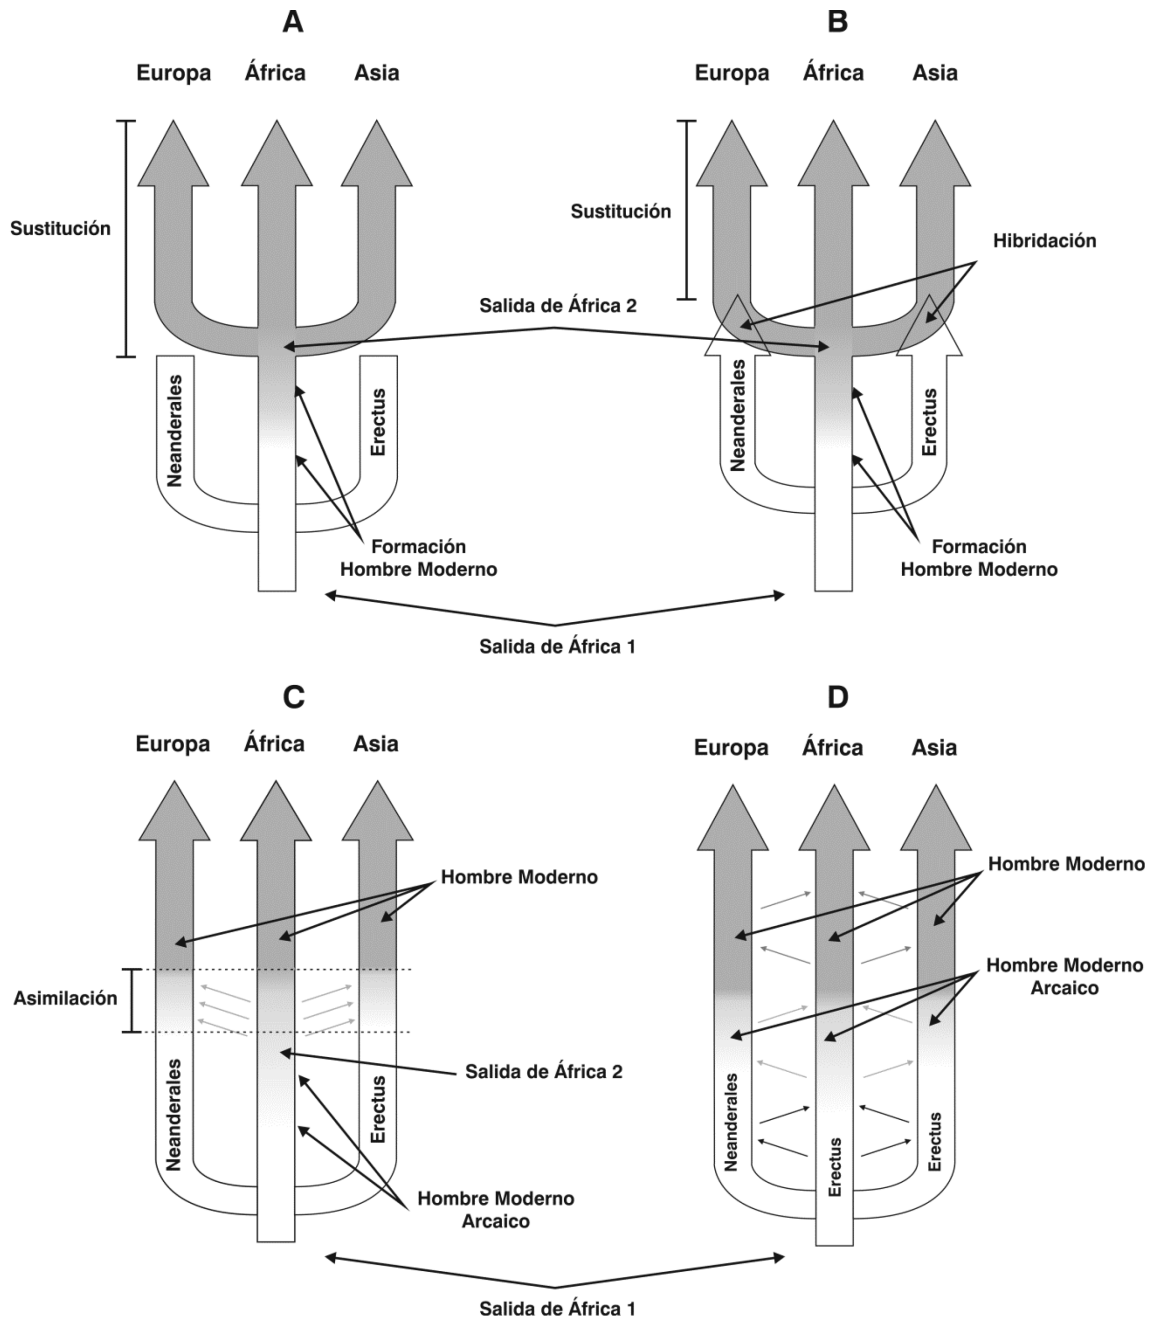 A
B
Europa África Asia
Europa África Asia
Sustitución
Sustitución
Hibridación
Salida de África 2
Neanderales
Erectus
Neanderales
Erectus
Formación
Hombre Moderno
Formación
Hombre Moderno
Salida de África 1
C
D
Europa África Asia
Europa África Asia
Hombre Moderno
Hombre Moderno
Asimilación
Hombre Moderno
Arcaico
Salida de África 2
Neanderales
Erectus
Neanderales
Erectus
Erectus
Hombre Moderno
Arcaico
Salida de África 1